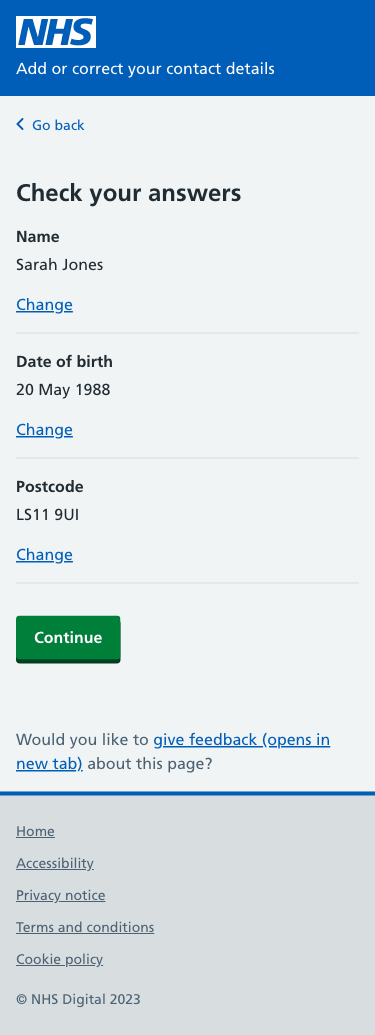 NHS
Add or correct your contact details
Go back
Check your answers
Name
Sarah Jones
Change
Date of birth
20 May 1988
Change
Postcode
LS11 9UI
Change
Continue
Would you like to give feedback (opens in
new tab) about this page?
Home
Accessibility
Privacy notice
Terms and conditions
Cookie policy
© NHS Digital 2023